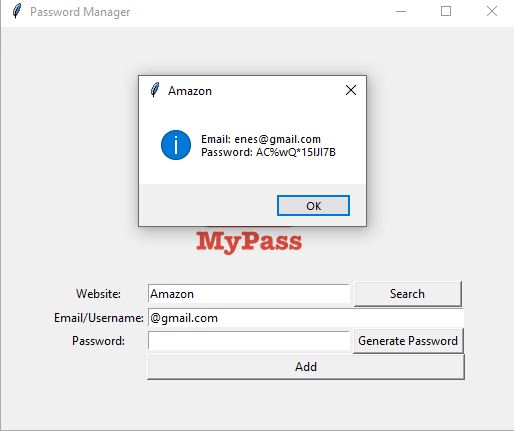 Password Manager
Amazon
Email: enes@gmail.com
Password: AC%wQ*15IJI7B
OK
MyPass
Website: Amazon Search
Email/Username: @gmail.com
Password: Generate Password
Add